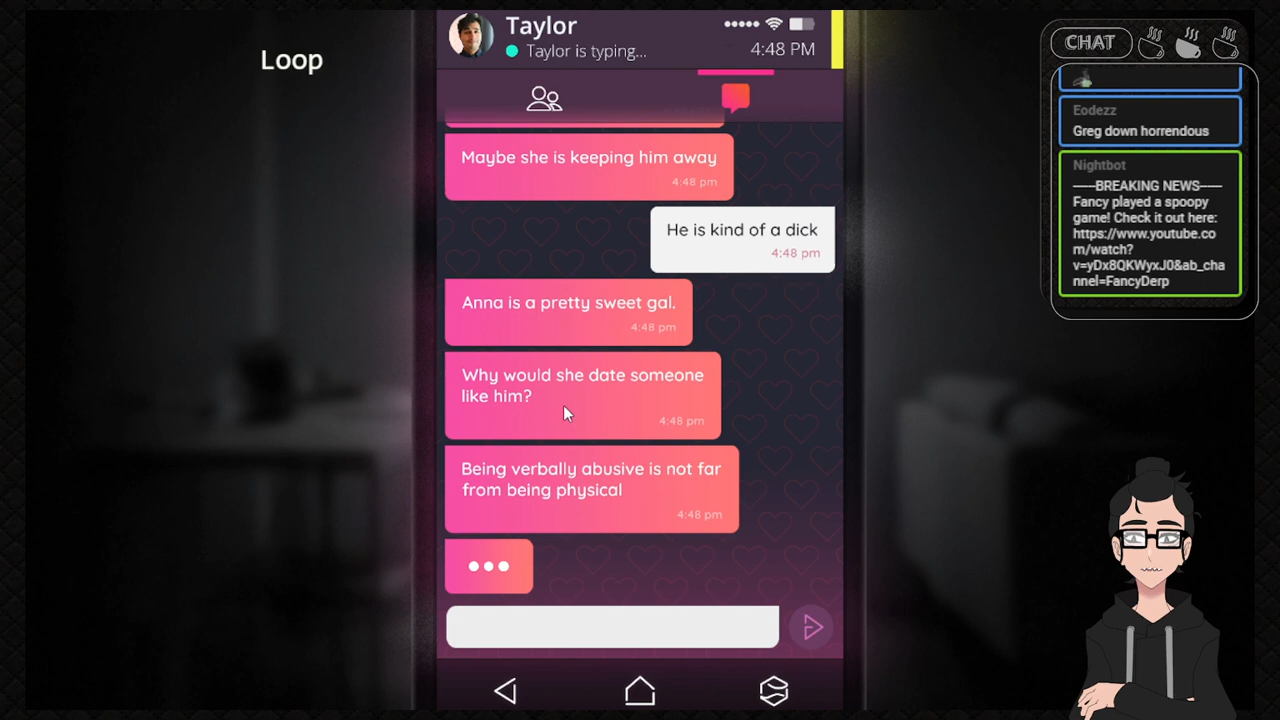 Loop
Taylor
Taylor is typing...
4:48 PM
Maybe she is keeping him away
4:48 pm
He is kind of a dick
4:48 pm
Anna is a pretty sweet gal.
4:48 pm
Why would she date someone
like him?
4:48 pm
Being verbally abusive is not far
from being physical
4:48 pm
CHAT
Eodezz
Greg down horrendous
Nightbot
-----BREAKING NEWS-----
Fancy played a spoopy
game! Check it out here:
https://www.youtube.co
m/watch?
v=yDx8QKWyxJ0&ab_cha
nnel=FancyDerp